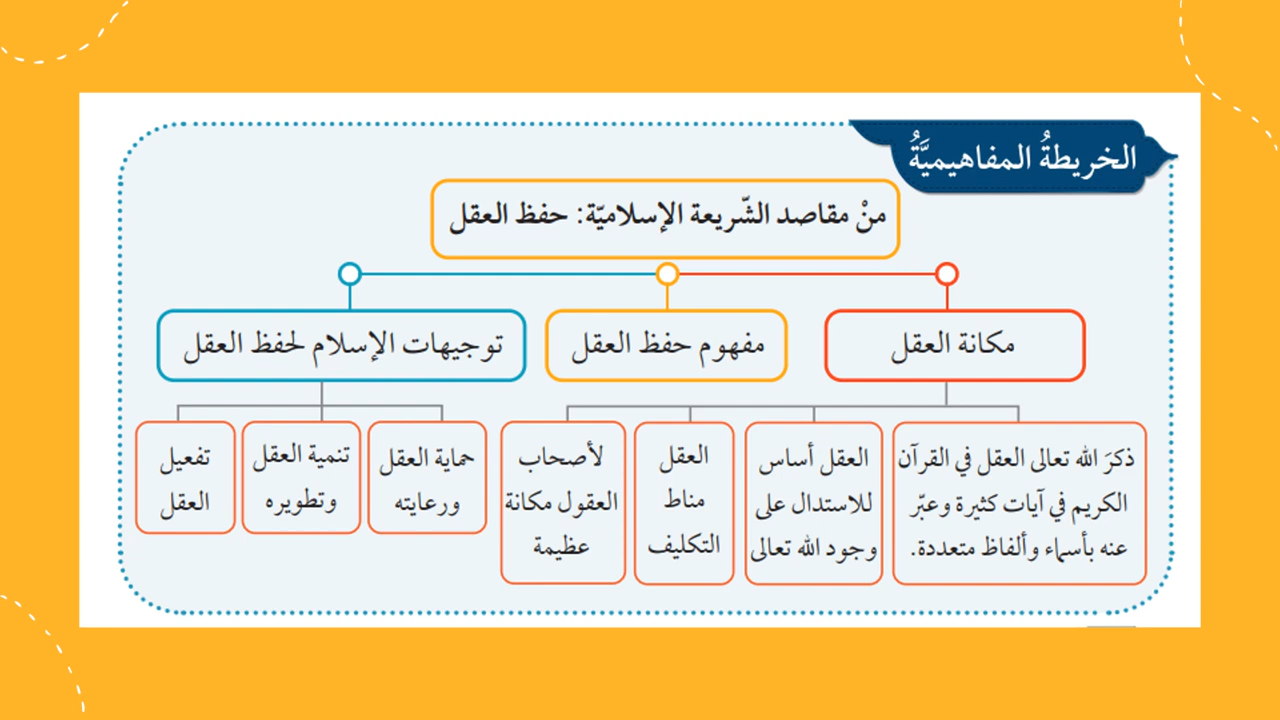 الخريطةُ المفاهيميَّةُ
منْ مقاصد الشّريعة الإسلاميّة: حفظ العقل
مكانة العقل
مفهوم حفظ العقل
توجيهات الإسلام لحفظ العقل
ذكرَ الله تعالى العقل في القرآن
الكريم في آيات كثيرة وعبّر
عنه بأسماء وألفاظ متعددة.
العقل أساس
للاستدلال على
وجود الله تعالى
العقل
مناط
التكليف
لأصحاب
العقول مكانة
عظيمة
حماية العقل
ورعايته
تنمية العقل
وتطويره
تفعيل
العقل